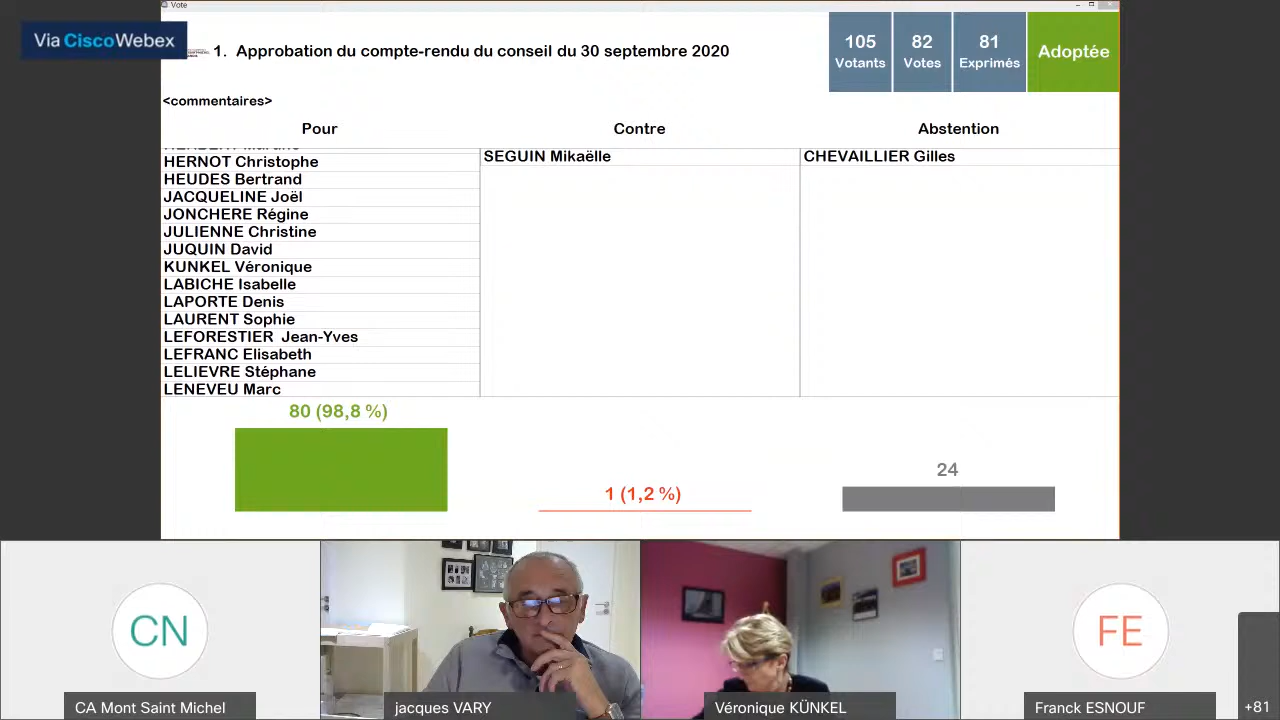 Vote
Via Cisco Webex
1. Approbation du compte-rendu du conseil du 30 septembre 2020
105
Votants
82
Votes
81
Exprimés
Adoptée
<commentaires>
Pour
Contre
Abstention
HERNOT Christophe
HEUDES Bertrand
JACQUELINE Joël
JONCHERE Régine
JULIENNE Christine
JUQUIN David
KUNKEL Véronique
LABICHE Isabelle
LAPORTE Denis
LAURENT Sophie
LEFORESTIER Jean-Yves
LEFRANC Elisabeth
LELIEVRE Stéphane
LENEVEU Marc
SEGUIN Mikaëlle
CHEVAILLIER Gilles
80 (98,8 %)
1 (1,2 %)
24
CN
CA Mont Saint Michel
jacques VARY
Véronique KÜNKEL
FE
Franck ESNOUF
+81